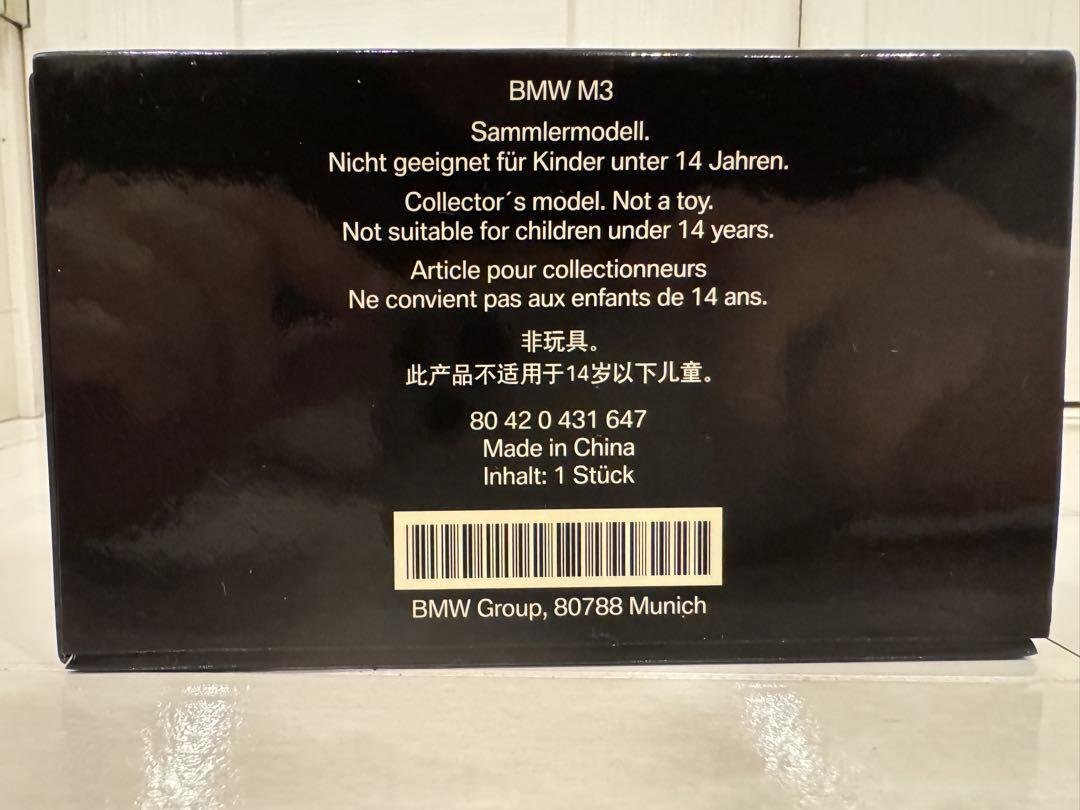 BMW M3
Sammlermodell.
Nicht geeignet für Kinder unter 14 Jahren.
Collector´s model. Not a toy.
Not suitable for children under 14 years.
Article pour collectionneurs
Ne convient pas aux enfants de 14 ans.
非玩具。
此产品不适用于14岁以下儿童。
80 42 0 431 647
Made in China
Inhalt: 1 Stück
BMW Group, 80788 Munich